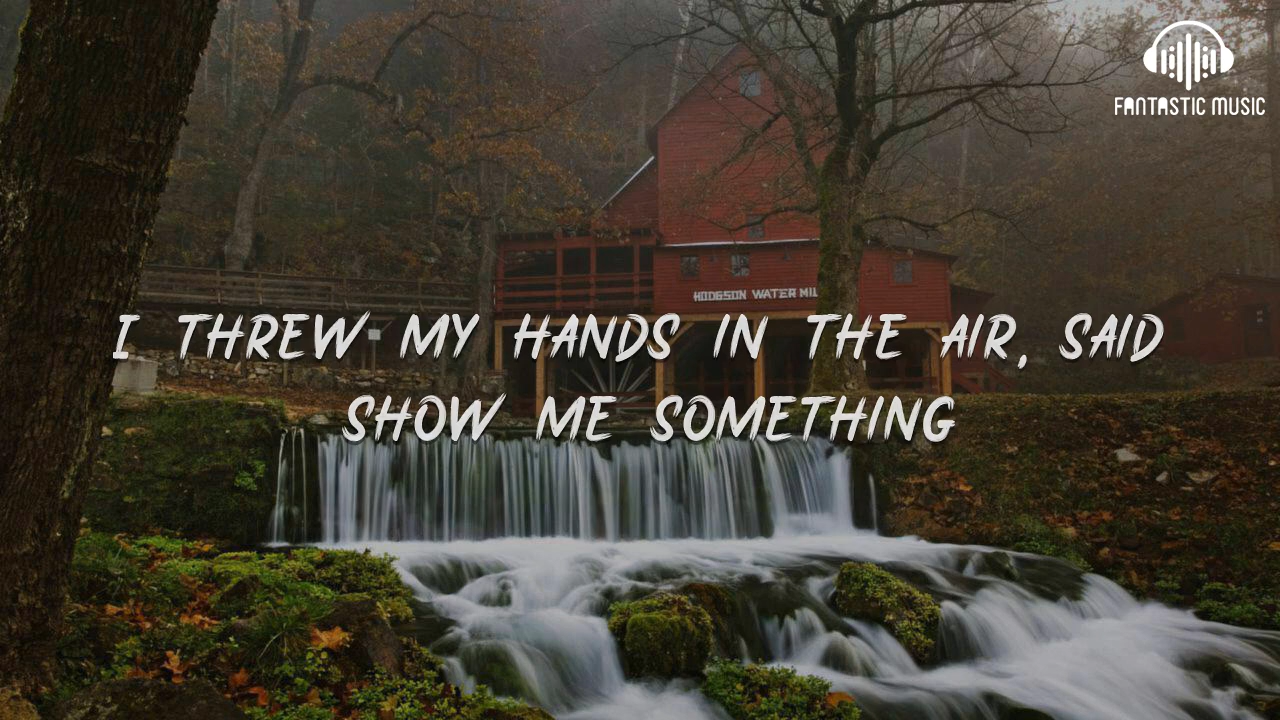 FANTASTIC MUSIC
HODGSON WATER MIL
I THREW MY HANDS IN THE AIR, SAID
SHOW ME SOMETHING